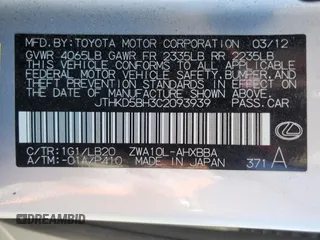 MFD. BY: TOYOTA MOTOR CORPORATION 03/12
GVWR 4065LB GAWR FR 2335LB RR 2235LB
THIS VEHICLE CONFORMS TO ALL APPLICABLE
FEDERAL MOTOR VEHICLE SAFETY, BUMPER, AND
THEFT PREVENTION STANDARDS IN EFFECT ON
THE DATE OF MANUFACTURE SHOWN ABOVE.
JTHKD5BH3C2093939 PASS.CAR
C/TR: 1G1/LB20 ZWA10L-AHXBBA
A/TM: -01A/P410 MADE IN JAPAN 371 A
© AUTOBIDMASTER